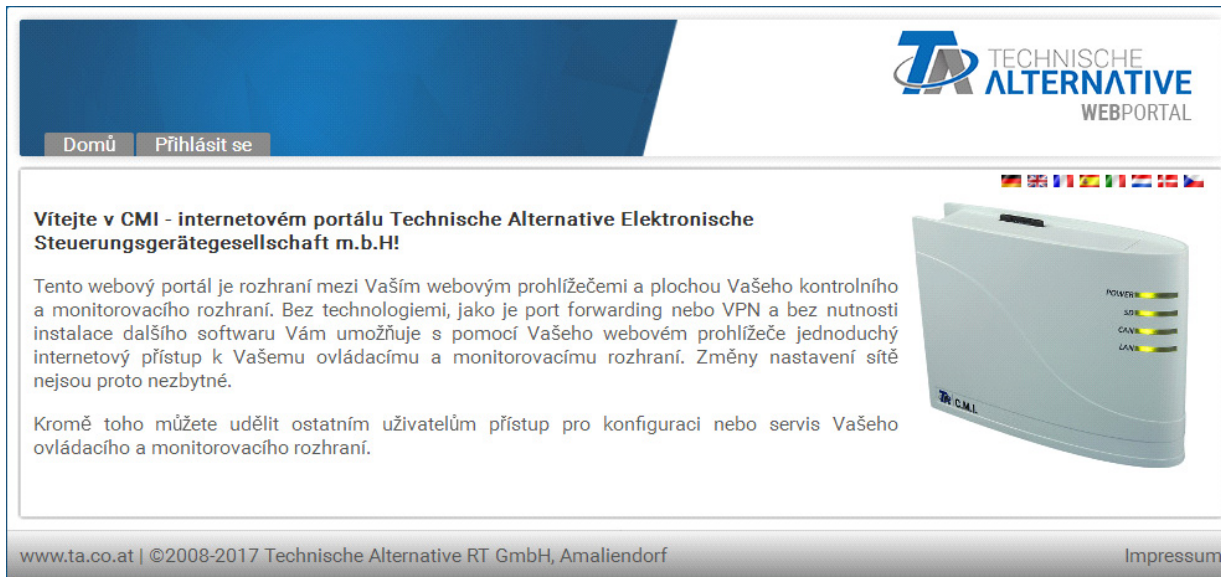 TECHNISCHE
ALTERNATIVE
WEBPORTAL
Domů
Přihlásit se
Vítejte v CMI - internetovém portálu Technische Alternative Elektronische
Steuerungsgerätegesellschaft m.b.H!
Tento webový portál je rozhraní mezi Vaším webovým prohlížečemi a plochou Vašeho kontrolního
a monitorovacího rozhraní. Bez technologiemi, jako je port forwarding nebo VPN a bez nutnosti
instalace dalšího softwaru Vám umožňuje s pomocí Vašeho webovém prohlížeče jednoduchý
internetový přístup k Vašemu ovládacímu a monitorovacímu rozhraní. Změny nastavení sítě
nejsou proto nezbytné.
Kromě toho můžete udělit ostatním uživatelům přístup pro konfiguraci nebo servis Vašeho
ovládacího a monitorovacího rozhraní.
POWER
SD
CAN
LAN
TA C.M.I.
www.ta.co.at | ©2008-2017 Technische Alternative RT GmbH, Amaliendorf
Impressum